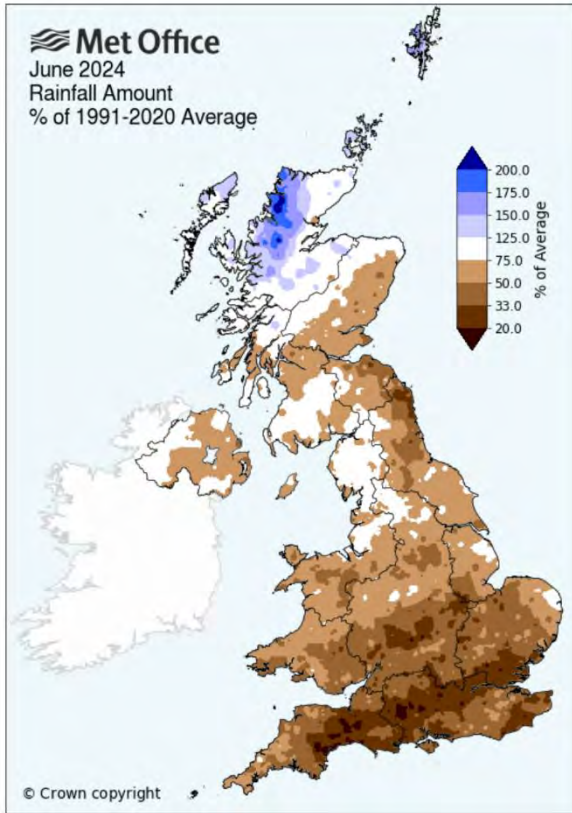 Met Office
June 2024
Rainfall Amount
% of 1991-2020 Average
200.0
175.0
150.0
125.0
75.0
50.0
33.0
20.0
% of Average
© Crown copyright